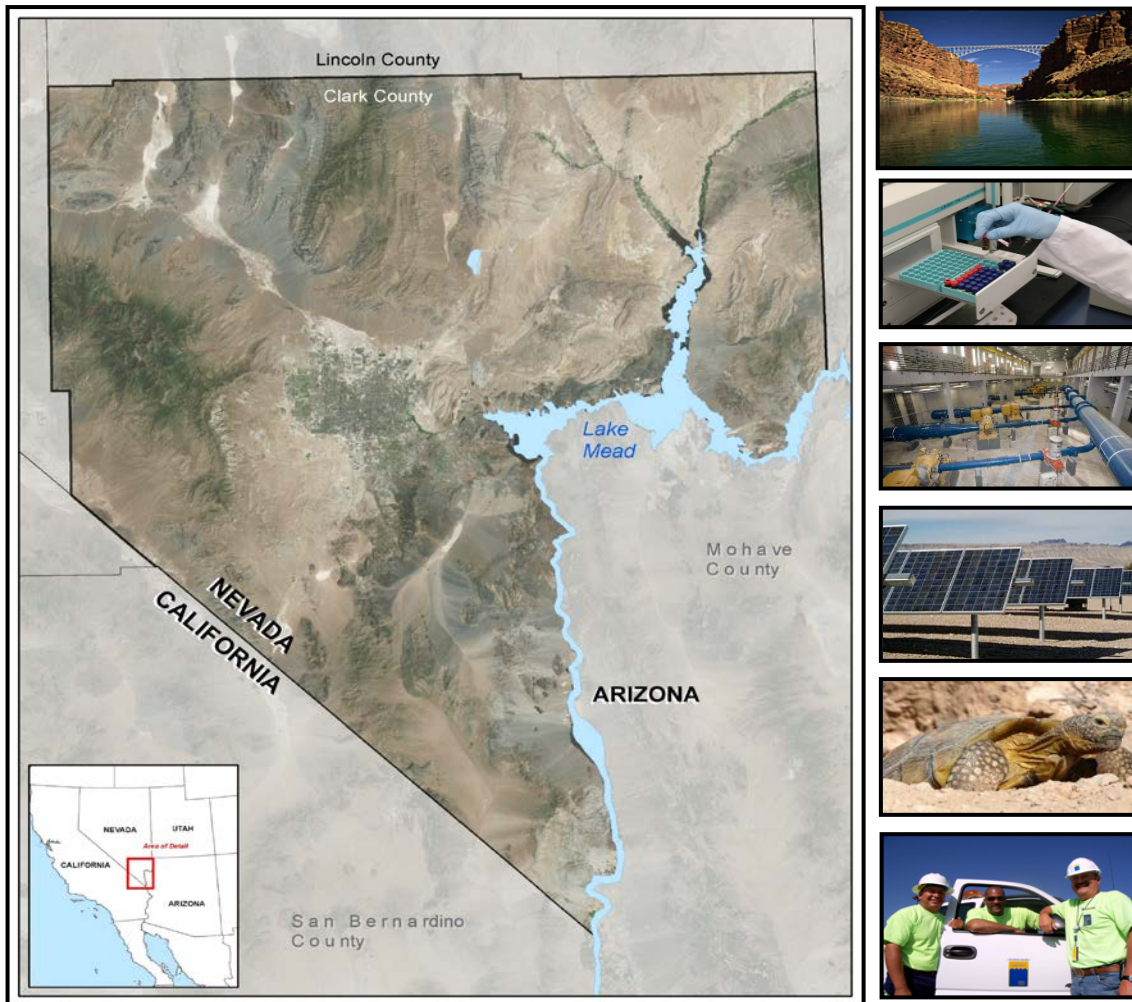 Lincoln County
Clark County
Lake
Mead
Mohave
County
NEVADA
CALIFORNIA
ARIZONA
NEVADA
UTAH
Area of Detail
CALIFORNIA
ARIZONA
San Bernardino
County